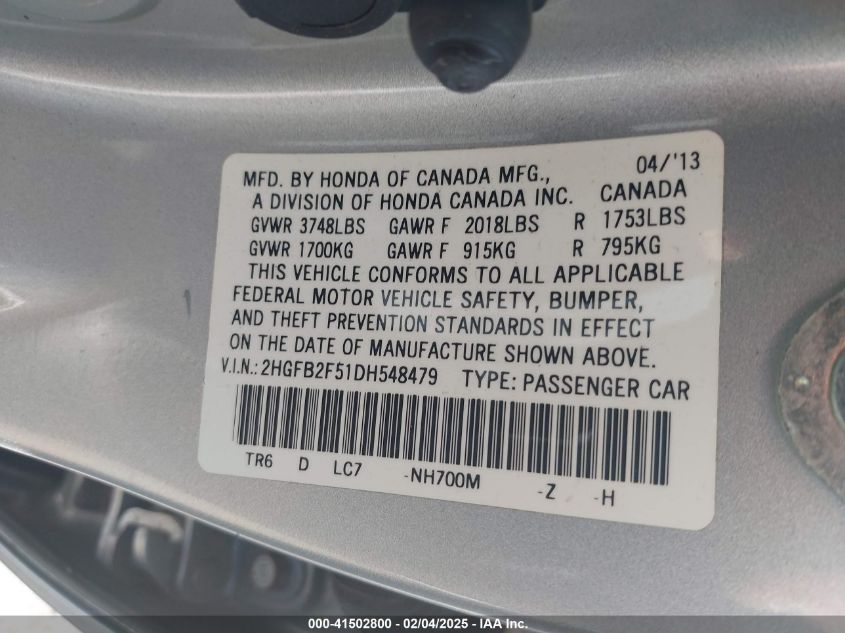 MFD. BY HONDA OF CANADA MFG., 04/'13
A DIVISION OF HONDA CANADA INC. CANADA
GVWR 3748LBS GAWR F 2018LBS R 1753LBS
GVWR 1700KG GAWR F 915KG R 795KG
THIS VEHICLE CONFORMS TO ALL APPLICABLE
FEDERAL MOTOR VEHICLE SAFETY, BUMPER,
AND THEFT PREVENTION STANDARDS IN EFFECT
ON THE DATE OF MANUFACTURE SHOWN ABOVE.
V.I.N.: 2HGFB2F51DH548479 TYPE: PASSENGER CAR
TR6 D LC7 -NH700M -Z -H
000-41502800 - 02/04/2025 - IAA Inc.